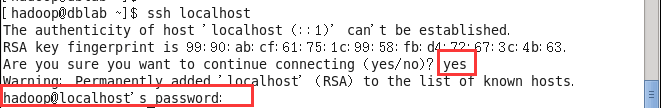 [hadoop@dblab ~]$ ssh localhost
The authenticity of host 'localhost (::1)' can't be established.
RSA key fingerprint is 99:90:ab:cf:61:75:1c:99:58:fb:d4:72:67:3c:4b:63.
Are you sure you want to continue connecting (yes/no)? yes
Warning: Permanently added 'localhost' (RSA) to the list of known hosts.
hadoop@localhost's password: